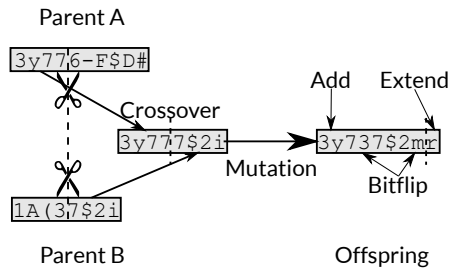 Parent A
3y776-F$D#
Add
Extend
Crossover
3y777$2i
3y737$2mr
Mutation
Bitflip
1A(37$2i
Parent B
Offspring